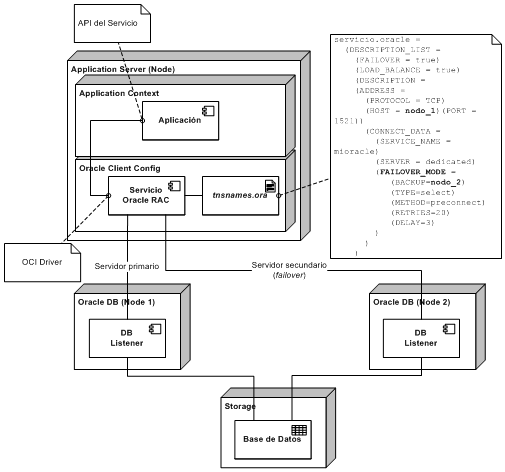 API del Servicio
servicio.oracle =
(DESCRIPTION_LIST =
(FAILOVER = true)
(LOAD_BALANCE = true)
(DESCRIPTION =
(ADDRESS =
(PROTOCOL = TCP)
(HOST = nodo_1)(PORT =
1521))
(CONNECT_DATA =
(SERVICE_NAME =
mioracle)
(SERVER = dedicated)
(FAILOVER_MODE =
(BACKUP=nodo_2)
(TYPE=select)
(METHOD=preconnect)
(RETRIES=20)
(DELAY=3)
)
)
)
Application Server (Node)
Application Context
Aplicación
Oracle Client Config
Servicio
Oracle RAC
tnsnames.ora
OCI Driver
Servidor primario
Servidor secundario
(failover)
Oracle DB (Node 1)
DB
Listener
Oracle DB (Node 2)
DB
Listener
Storage
Base de Datos